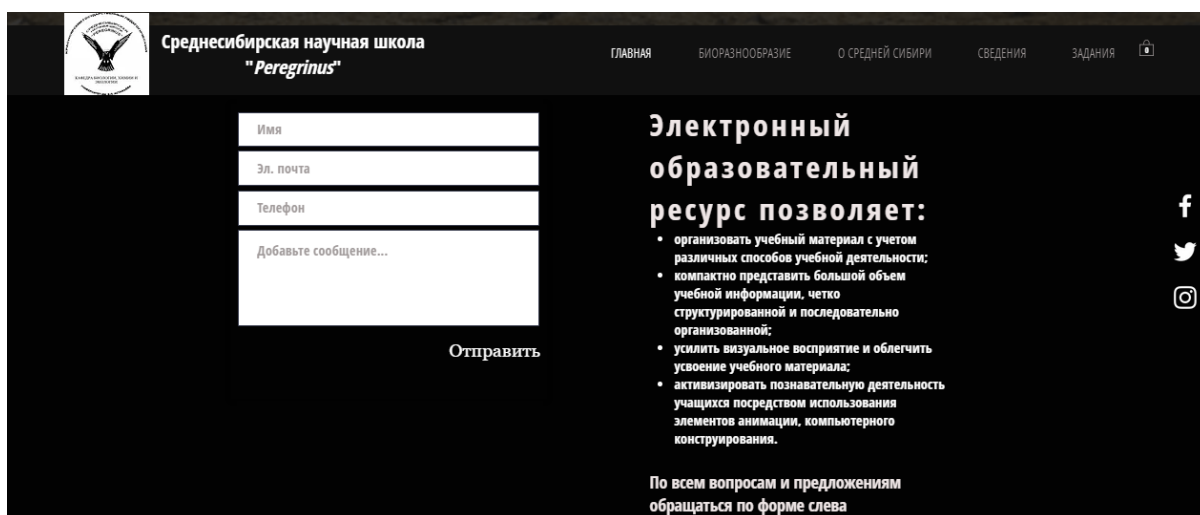 Среднесибирская научная школа
"Peregrinus"
ГЛАВНАЯ
БИОРАЗНООБРАЗИЕ
О СРЕДНЕЙ СИБИРИ
СВЕДЕНИЯ
ЗАДАНИЯ
0
Имя
Эл. почта
Телефон
Добавьте сообщение...
Отправить
Электронный
образовательный
ресурс позволяет:
• организовать учебный материал с учетом
различных способов учебной деятельности;
• компактно представить большой объем
учебной информации, четко
структурированной и последовательно
организованной;
• усилить визуальное восприятие и облегчить
усвоение учебного материала;
• активизировать познавательную деятельность
учащихся посредством использования
элементов анимации, компьютерного
конструирования.
По всем вопросам и предложениям
обращаться по форме слева